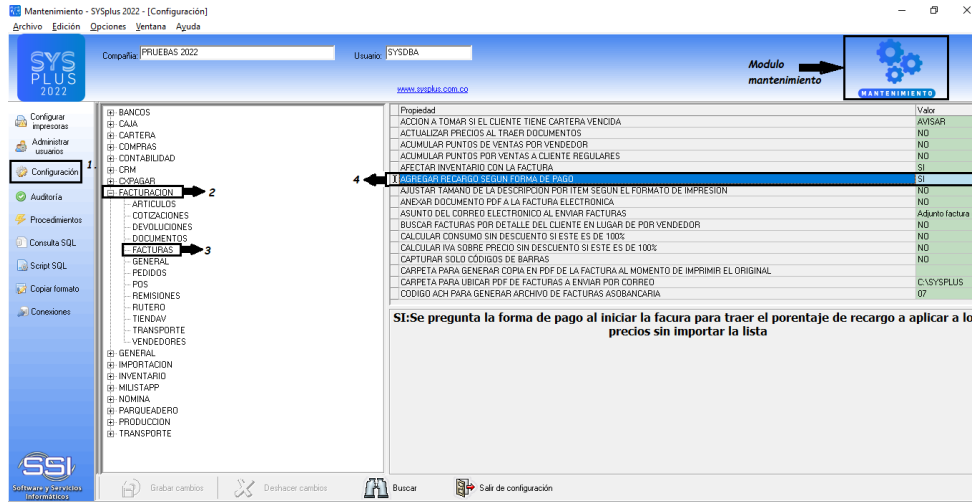 Mantenimiento - SYSplus 2022 - [Configuración]
Archivo Edición Opciones Ventana Ayuda
SYS
PLUS
2022
Compañia: PRUEBAS 2022
Usuario: SYSDBA
www.sysplus.com.co
Modulo
mantenimiento
MANTENIMIENTO
Configurar
impresoras
Administrar
usuarios
1.
Configuración
Auditoría
Procedimientos
Consulta SQL
Script SQL
Copiar formato
Conexiones
SSI
Software y Servicios
Informáticos
BANCOS
CAJA
CARTERA
COMPRAS
CONTABILIDAD
CRM
CXPAGAR
FACTURACION 2
ARTICULOS
COTIZACIONES
DEVOLUCIONES
DOCUMENTOS
FACTURAS 3
GENERAL
PEDIDOS
POS
REMISIONES
RUTERO
TIENDAV
TRANSPORTE
VENDEDORES
GENERAL
IMPORTACION
INVENTARIO
MILISTAPP
NOMINA
PARQUEADERO
PRODUCCION
TRANSPORTE
Propiedad Valor
ACCION A TOMAR SI EL CLIENTE TIENE CARTERA VENCIDA AVISAR
ACTUALIZAR PRECIOS AL TRAER DOCUMENTOS NO
ACUMULAR PUNTOS DE VENTAS POR VENDEDOR NO
ACUMULAR PUNTOS POR VENTAS A CLIENTE REGULARES NO
AFECTAR INVENTARIO CON LA FACTURA SI
4 AGREGAR RECARGO SEGUN FORMA DE PAGO SI
AJUSTAR TAMAÑO DE LA DESCRIPCION POR ITEM SEGUN EL FORMATO DE IMPRESION NO
ANEXAR DOCUMENTO PDF A LA FACTURA ELECTRONICA NO
ASUNTO DEL CORREO ELECTRONICO AL ENVIAR FACTURAS Adjunto factura
BUSCAR FACTURAS POR DETALLE DEL CLIENTE EN LUGAR DE POR VENDEDOR NO
CALCULAR CONSUMO SIN DESCUENTO SI ESTE ES DE 100% NO
CALCULAR IVA SOBRE PRECIO SIN DESCUENTO SI ESTE ES DE 100% NO
CAPTURAR SOLO CÓDIGOS DE BARRAS NO
CARPETA PARA GENERAR COPIA EN PDF DE LA FACTURA AL MOMENTO DE IMPRIMIR EL ORIGINAL
CARPETA PARA UBICAR PDF DE FACTURAS A ENVIAR POR CORREO C:\SYSPLUS
CODIGO ACH PARA GENERAR ARCHIVO DE FACTURAS ASOBANCARIA 07
SI:Se pregunta la forma de pago al iniciar la facura para traer el porentaje de recargo a aplicar a lo
precios sin importar la lista
Grabar cambios Deshacer cambios Buscar Salir de configuración